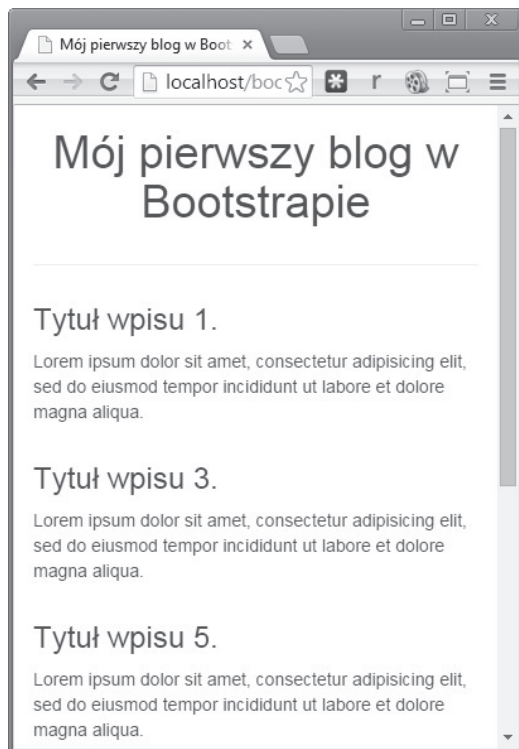 Mój pierwszy blog w Boot
localhost/boc
r
Mój pierwszy blog w
Bootstrapie
Tytuł wpisu 1.
Lorem ipsum dolor sit amet, consectetur adipisicing elit,
sed do eiusmod tempor incididunt ut labore et dolore
magna aliqua.
Tytuł wpisu 3.
Lorem ipsum dolor sit amet, consectetur adipisicing elit,
sed do eiusmod tempor incididunt ut labore et dolore
magna aliqua.
Tytuł wpisu 5.
Lorem ipsum dolor sit amet, consectetur adipisicing elit,
sed do eiusmod tempor incididunt ut labore et dolore
magna aliqua.